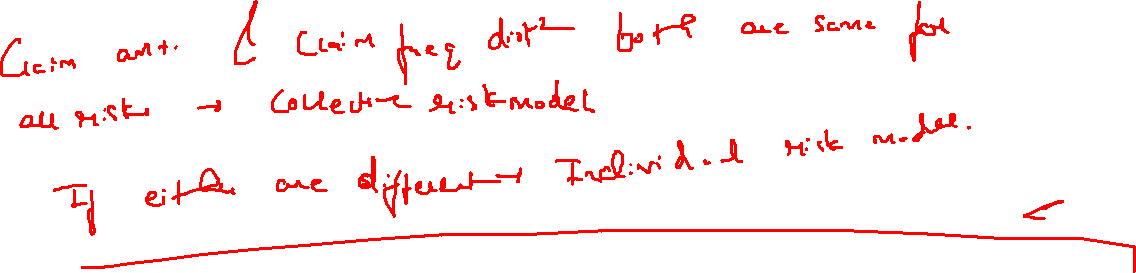 Claim amt. & Claim freq distn both are same for
all risks → Collective risk model
If either are different → Individual risk model.